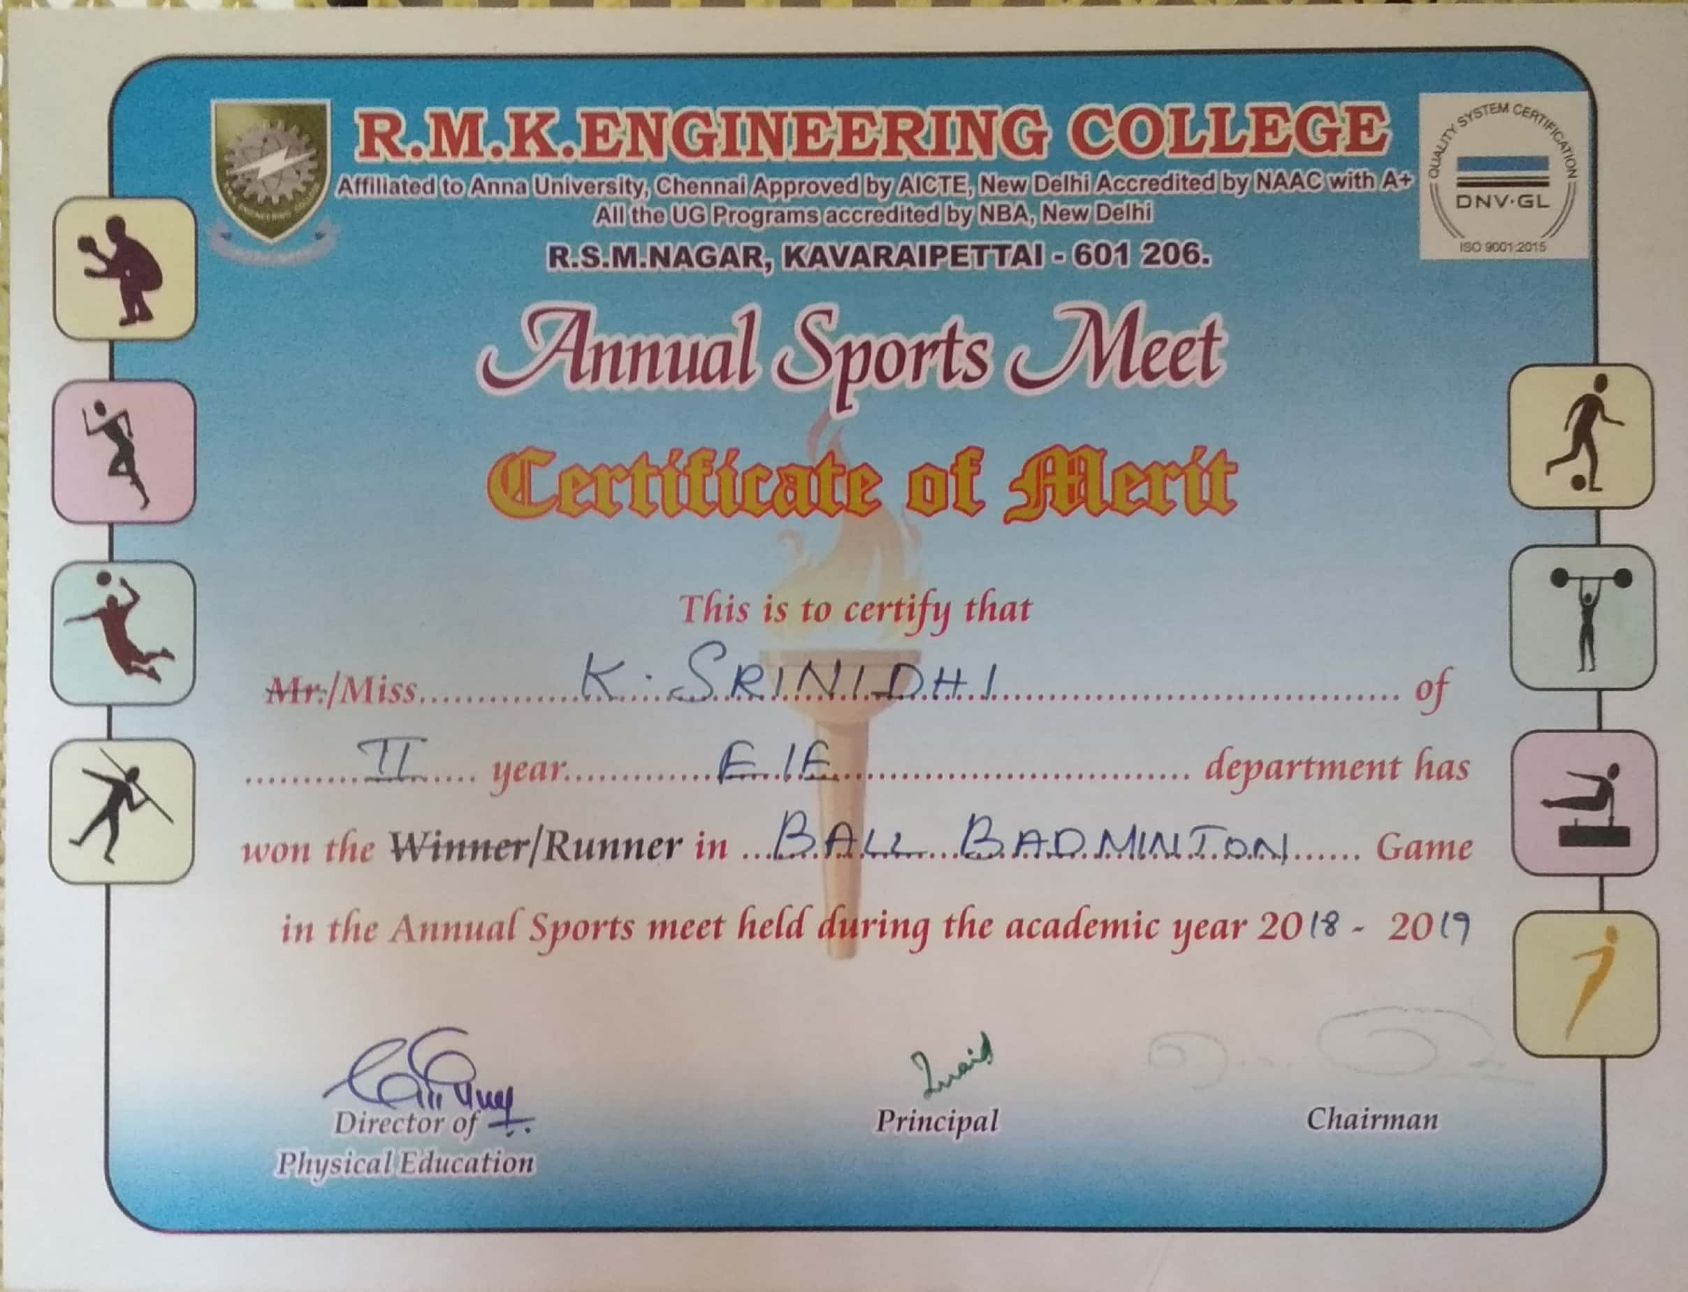 R.M.K.ENGINEERING COLLEGE
Affiliated to Anna University, Chennai Approved by AICTE, New Delhi Accredited by NAAC with A+
All the UG Programs accredited by NBA, New Delhi
R.S.M.NAGAR, KAVARAIPETTAI - 601 206.
QUALITY SYSTEM CERTIFICATION
DNV·GL
ISO 9001:2015
Annual Sports Meet
Certificate of Merit
This is to certify that
Mr./Miss K. SRINIDHI of
II year EIE department has
won the Winner/Runner in BALL BADMINTON Game
in the Annual Sports meet held during the academic year 2018 - 2019
Director of
Physical Education
Principal
Chairman